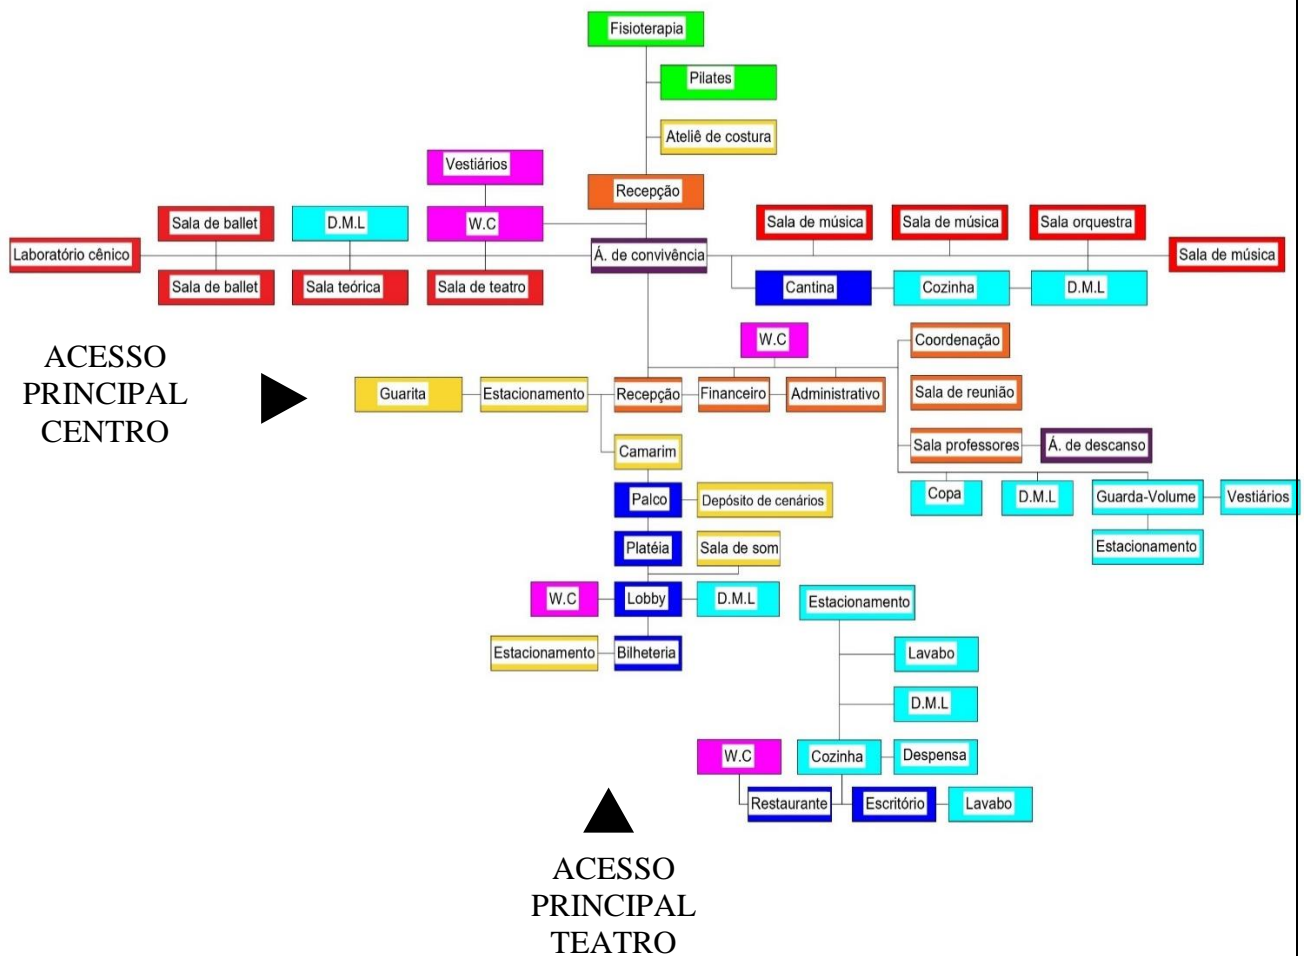 Fisioterapia
Pilates
Ateliê de costura
Vestiários
Recepção
Sala de ballet
D.M.L
W.C
Sala de música
Sala de música
Sala orquestra
Laboratório cênico
Á. de convivência
Sala de música
Sala de ballet
Sala teórica
Sala de teatro
Cantina
Cozinha
D.M.L
W.C
Coordenação
ACESSO
PRINCIPAL
CENTRO
Guarita
Estacionamento
Recepção
Financeiro
Administrativo
Sala de reunião
Camarim
Sala professores
Á. de descanso
Palco
Depósito de cenários
Copa
D.M.L
Guarda-Volume
Vestiários
Platéia
Sala de som
Estacionamento
W.C
Lobby
D.M.L
Estacionamento
Estacionamento
Bilheteria
Lavabo
D.M.L
W.C
Cozinha
Despensa
Restaurante
Escritório
Lavabo
ACESSO
PRINCIPAL
TEATRO